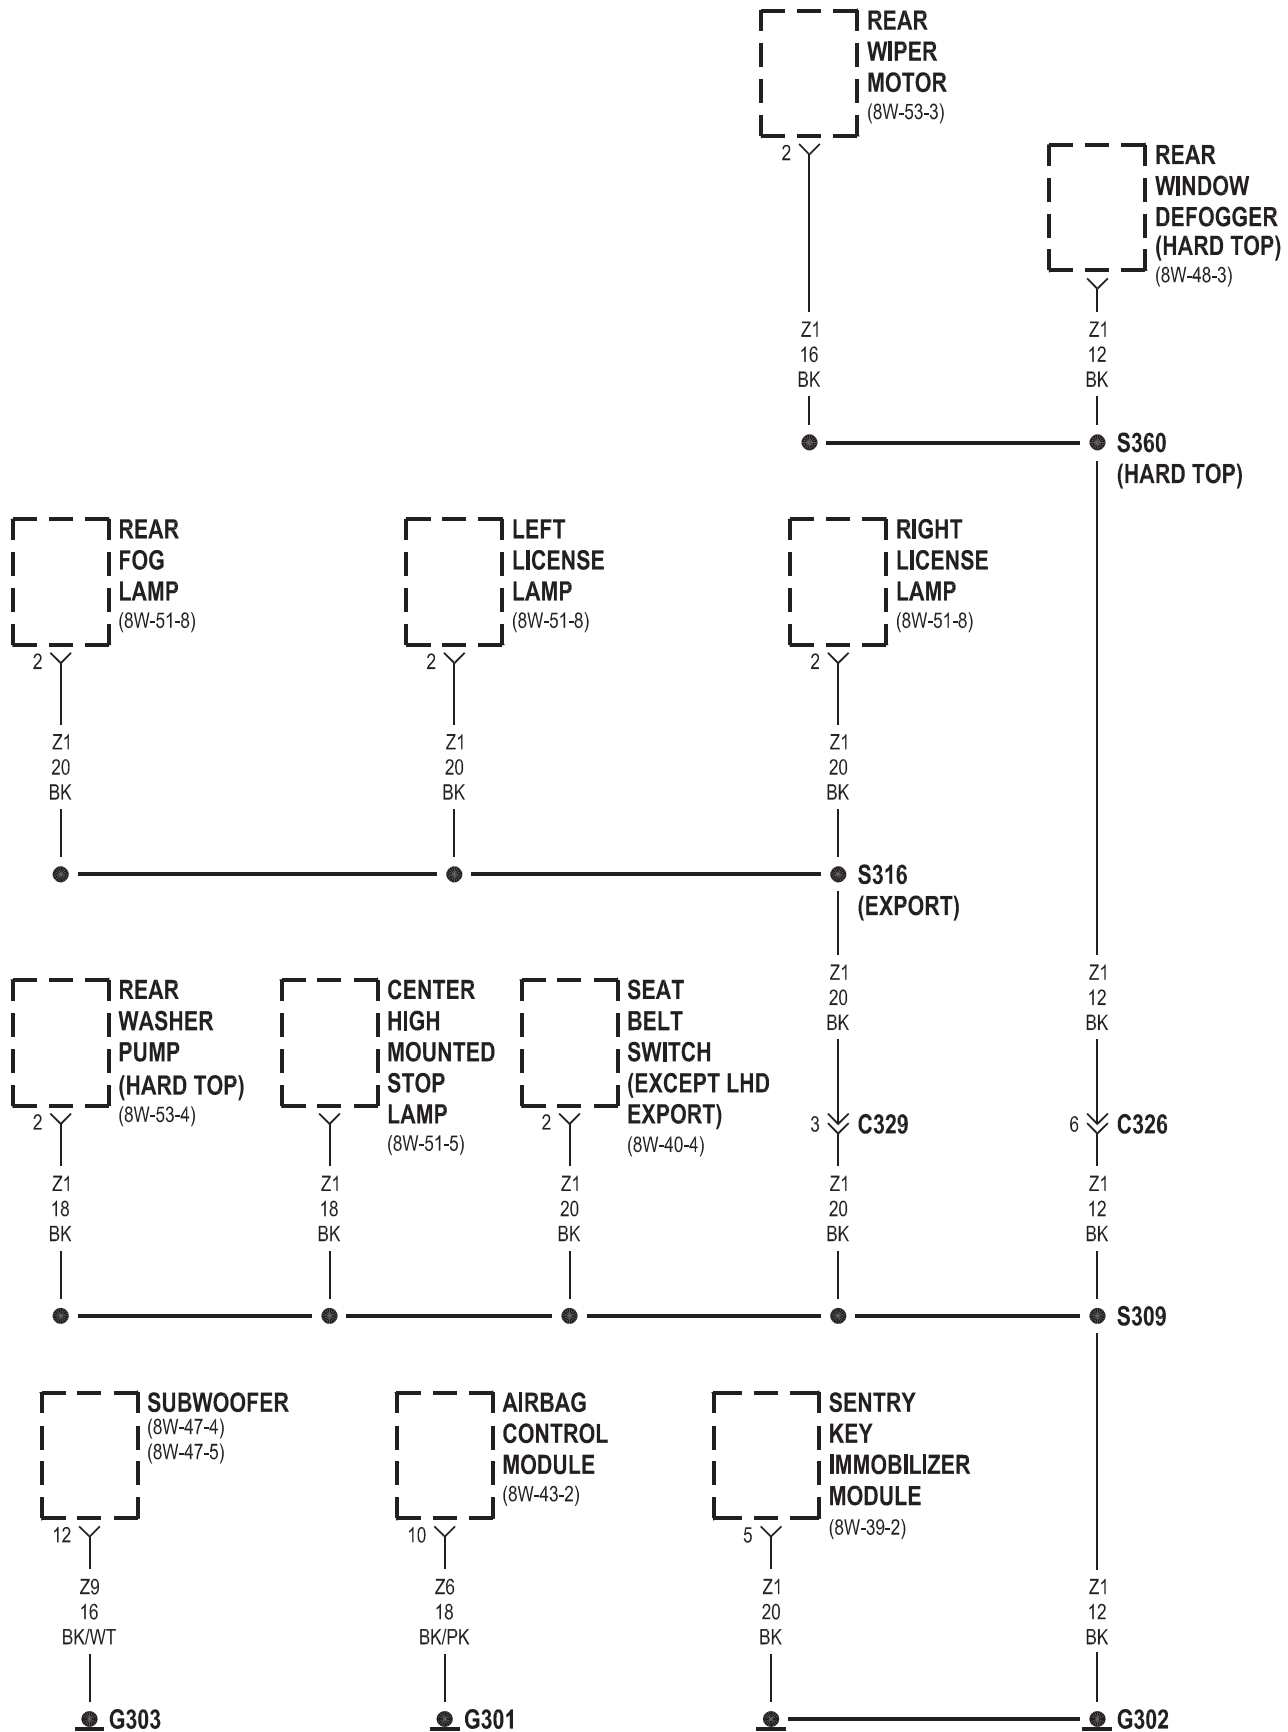 REAR
WIPER
MOTOR
(8W-53-3)
2
REAR
WINDOW
DEFOGGER
(HARD TOP)
(8W-48-3)
Z1
16
BK
Z1
12
BK
S360
(HARD TOP)
REAR
FOG
LAMP
(8W-51-8)
2
LEFT
LICENSE
LAMP
(8W-51-8)
2
RIGHT
LICENSE
LAMP
(8W-51-8)
2
Z1
20
BK
Z1
20
BK
Z1
20
BK
S316
(EXPORT)
Z1
20
BK
Z1
12
BK
REAR
WASHER
PUMP
(HARD TOP)
(8W-53-4)
2
CENTER
HIGH
MOUNTED
STOP
LAMP
(8W-51-5)
SEAT
BELT
SWITCH
(EXCEPT LHD
EXPORT)
(8W-40-4)
2
3 C329
6 C326
Z1
18
BK
Z1
18
BK
Z1
20
BK
Z1
20
BK
Z1
12
BK
S309
SUBWOOFER
(8W-47-4)
(8W-47-5)
12
AIRBAG
CONTROL
MODULE
(8W-43-2)
10
SENTRY
KEY
IMMOBILIZER
MODULE
(8W-39-2)
5
Z9
16
BK/WT
Z6
18
BK/PK
Z1
20
BK
Z1
12
BK
G303
G301
G302